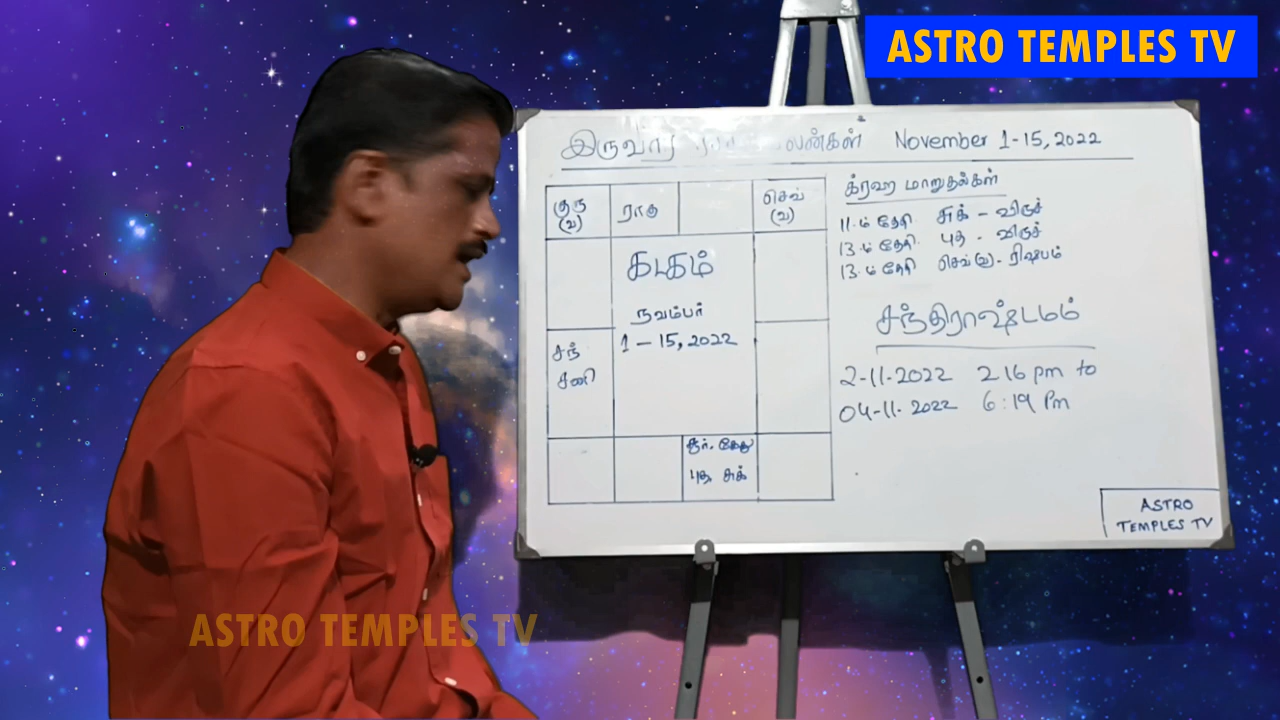 ASTRO TEMPLES TV
இருவார லன்கள் November 1-15, 2022
குரு (வ)
ராகு
செவ் (வ)
கடகம்
நவம்பர்
1 - 15, 2022
சந்
சனி
சூர். கேது
புத சுக்
க்ரஹ மாறுதல்கள்
11.ம் தேதி சுக் - விருச்
13.ம் தேதி புத - விருச்
13.ம் தேதி செவ்(வ) - ரிஷபம்
சந்திராஷ்டமம்
2-11-2022 2.16 pm to
04-11-2022 6:19 Pm
ASTRO
TEMPLES TV
ASTRO TEMPLES TV